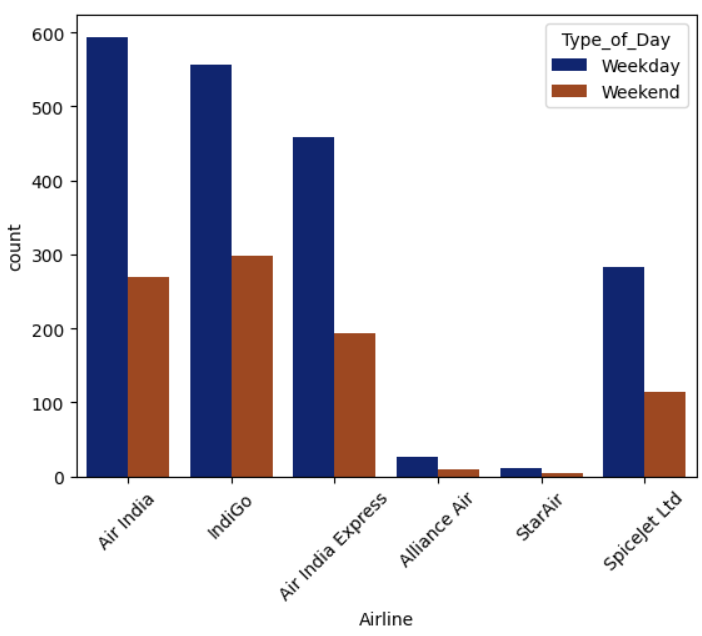 Type_of_Day
Weekday
Weekend
count
600
500
400
300
200
100
0
Air India
IndiGo
Air India Express
Alliance Air
StarAir
SpiceJet Ltd
Airline